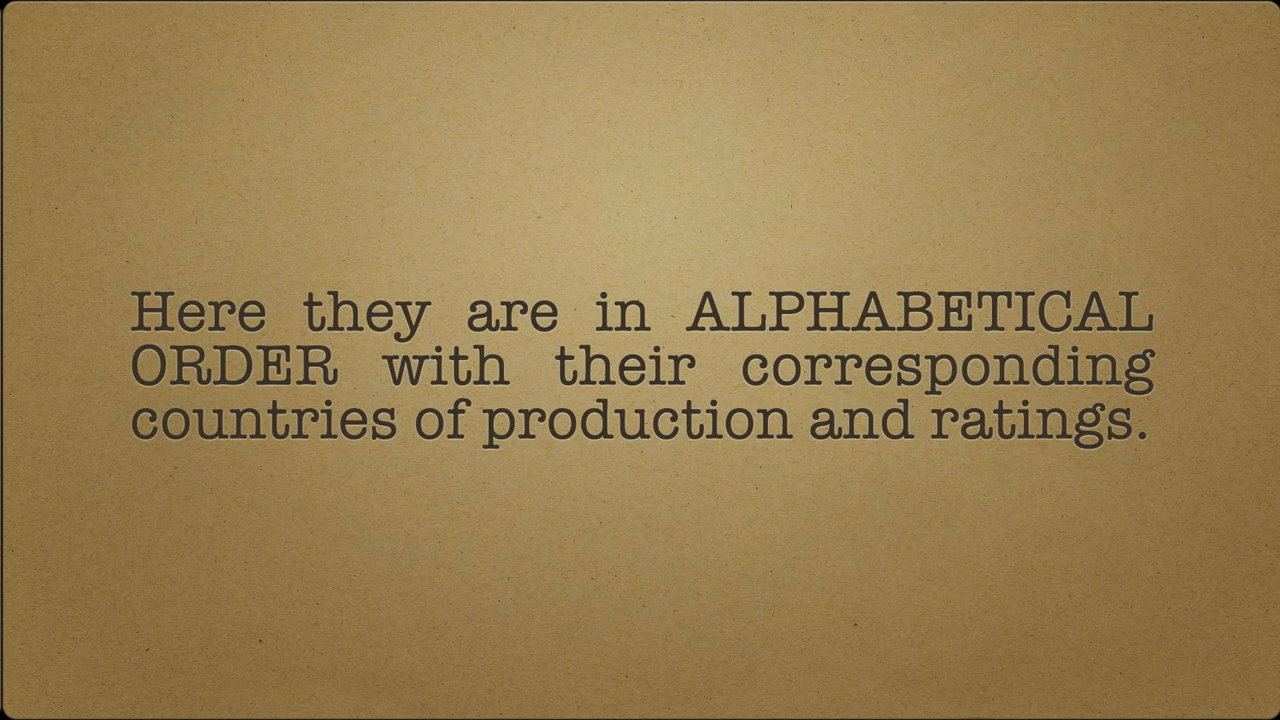 Here they are in ALPHABETICAL
ORDER with their corresponding
countries of production and ratings.